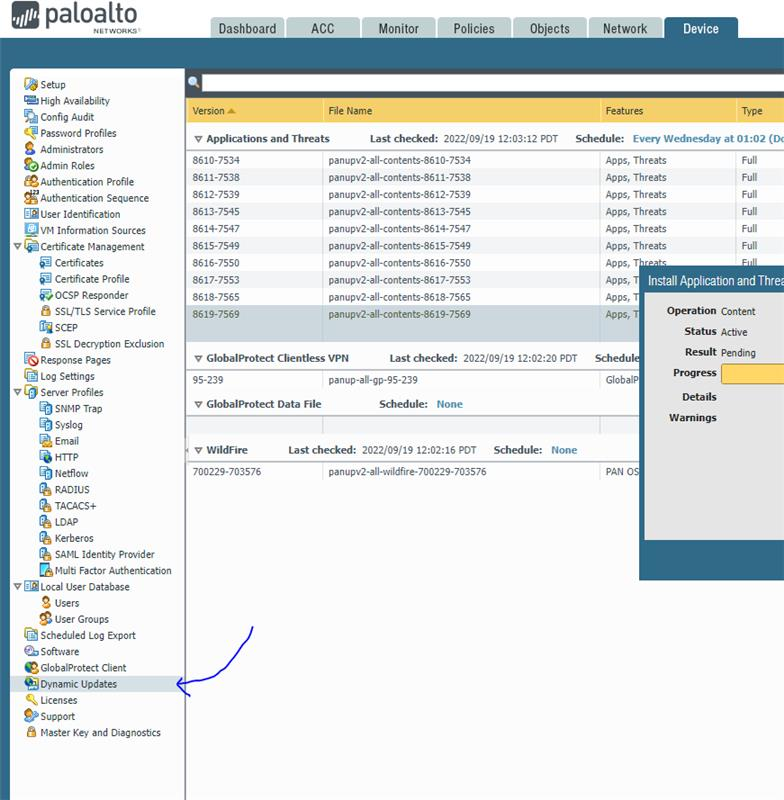 paloalto
NETWORKS
Dashboard ACC Monitor Policies Objects Network Device
Setup
High Availability
Config Audit
Password Profiles
Administrators
Admin Roles
Authentication Profile
Authentication Sequence
User Identification
VM Information Sources
Certificate Management
Certificates
Certificate Profile
OCSP Responder
SSL/TLS Service Profile
SCEP
SSL Decryption Exclusion
Response Pages
Log Settings
Server Profiles
SNMP Trap
Syslog
Email
HTTP
Netflow
RADIUS
TACACS+
LDAP
Kerberos
SAML Identity Provider
Multi Factor Authentication
Local User Database
Users
User Groups
Scheduled Log Export
Software
GlobalProtect Client
Dynamic Updates
Licenses
Support
Master Key and Diagnostics
Version File Name Features Type
Applications and Threats Last checked: 2022/09/19 12:03:12 PDT Schedule: Every Wednesday at 01:02 (Do
8610-7534 panupv2-all-contents-8610-7534 Apps, Threats Full
8611-7538 panupv2-all-contents-8611-7538 Apps, Threats Full
8612-7539 panupv2-all-contents-8612-7539 Apps, Threats Full
8613-7545 panupv2-all-contents-8613-7545 Apps, Threats Full
8614-7547 panupv2-all-contents-8614-7547 Apps, Threats Full
8615-7549 panupv2-all-contents-8615-7549 Apps, Threats Full
8616-7550 panupv2-all-contents-8616-7550 Apps, Threats Full
8617-7553 panupv2-all-contents-8617-7553 Apps, T
8618-7565 panupv2-all-contents-8618-7565 Apps, T
8619-7569 panupv2-all-contents-8619-7569 Apps, T
GlobalProtect Clientless VPN Last checked: 2022/09/19 12:02:20 PDT Schedule
95-239 panup-all-gp-95-239 GlobalP
GlobalProtect Data File Schedule: None
WildFire Last checked: 2022/09/19 12:02:16 PDT Schedule: None
700229-703576 panupv2-all-wildfire-700229-703576 PAN OS
Install Application and Threa
Operation Content
Status Active
Result Pending
Progress
Details
Warnings